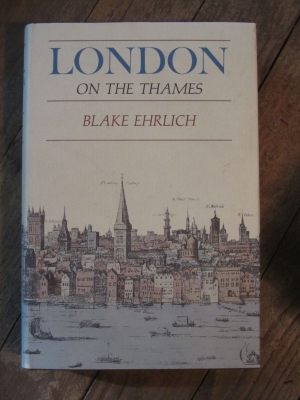 LONDON
ON THE THAMES
BLAKE EHRLICH